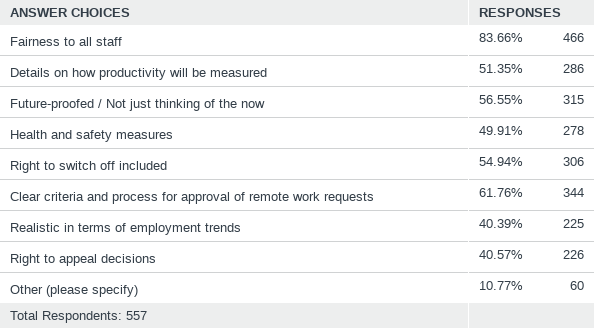 ANSWER CHOICES RESPONSES
Fairness to all staff 83.66% 466
Details on how productivity will be measured 51.35% 286
Future-proofed / Not just thinking of the now 56.55% 315
Health and safety measures 49.91% 278
Right to switch off included 54.94% 306
Clear criteria and process for approval of remote work requests 61.76% 344
Realistic in terms of employment trends 40.39% 225
Right to appeal decisions 40.57% 226
Other (please specify) 10.77% 60
Total Respondents: 557